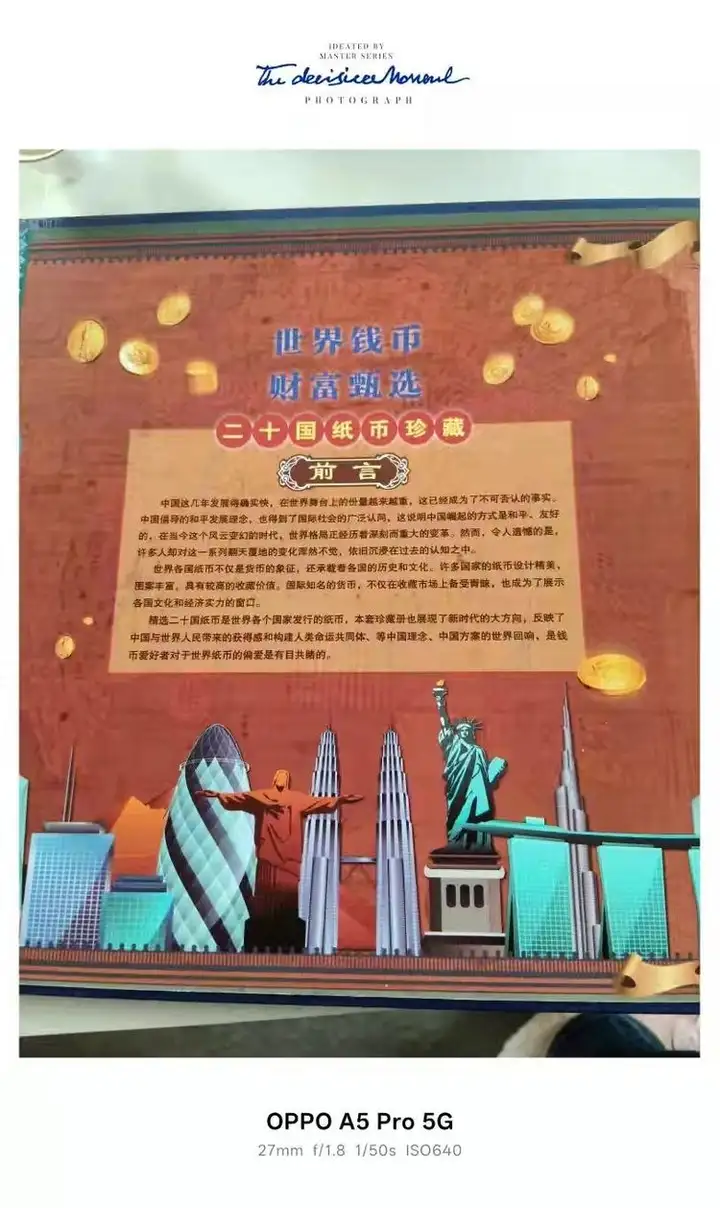 IDEATED BY
MASTER SERIES
The decisive Moment
PHOTOGRAPH
世界钱币
财富甄选
二十国纸币珍藏
前言
中国这几年发展得确实快，在世界舞台上的份量越来越重，这已经成为了不可否认的事实。
中国倡导的和平发展理念，也得到了国际社会的广泛认同，这说明中国崛起的方式是和平、友好
的，在当今这个风云变幻的时代，世界格局正经历着深刻而重大的变革。然而，令人遗憾的是，
许多人却对这一系列翻天覆地的变化浑然不觉，依旧沉浸在过去的认知之中。
世界各国纸币不仅是货币的象征，还承载着各国的历史和文化。许多国家的纸币设计精美，
图案丰富，具有较高的收藏价值。国际知名的货币，不仅在收藏市场上备受青睐，也成为了展示
各国文化和经济实力的窗口。
精选二十国纸币是世界各个国家发行的纸币，本套珍藏册也展现了新时代的大方向，反映了
中国与世界人民带来的获得感和构建人类命运共同体、等中国理念、中国方案的世界回响，是钱
币爱好者对于世界纸币的偏爱是有目共赌的。
OPPO A5 Pro 5G
27mm f/1.8 1/50s ISO640